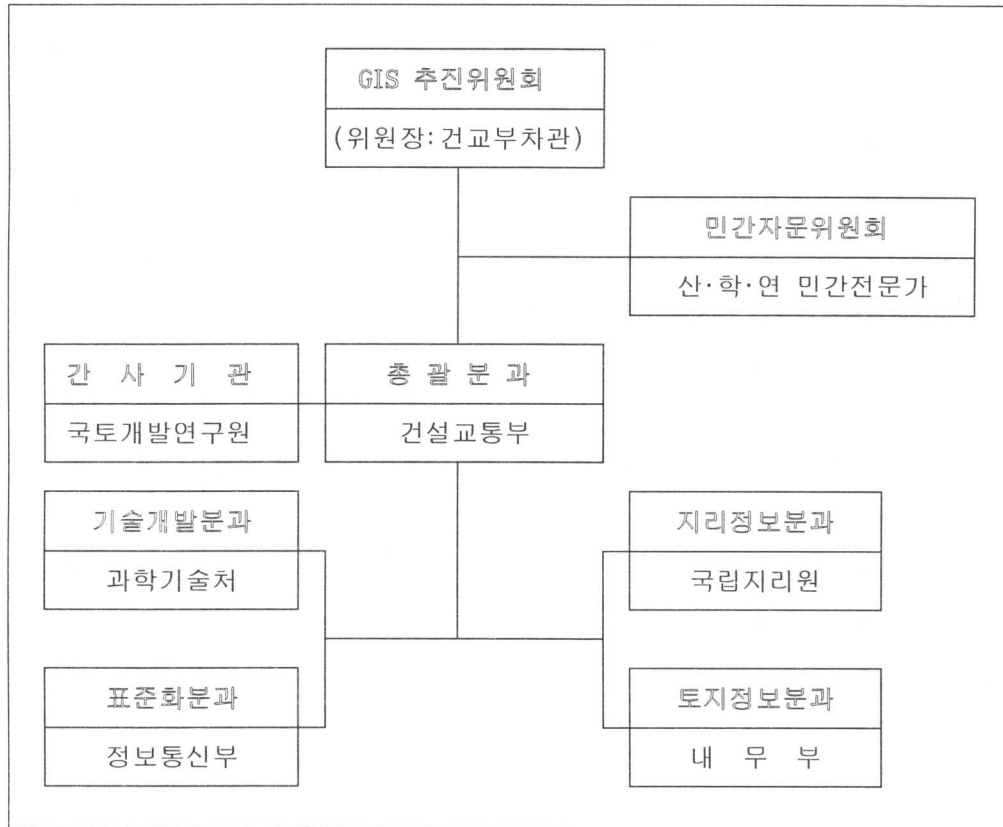 GIS 추진위원회
(위원장:건교부차관)
민간자문위원회
산·학·연 민간전문가
간 사 기 관
국토개발연구원
총 괄 분 과
건설교통부
기술개발분과
과학기술처
지리정보분과
국립지리원
표준화분과
정보통신부
토지정보분과
내 무 부